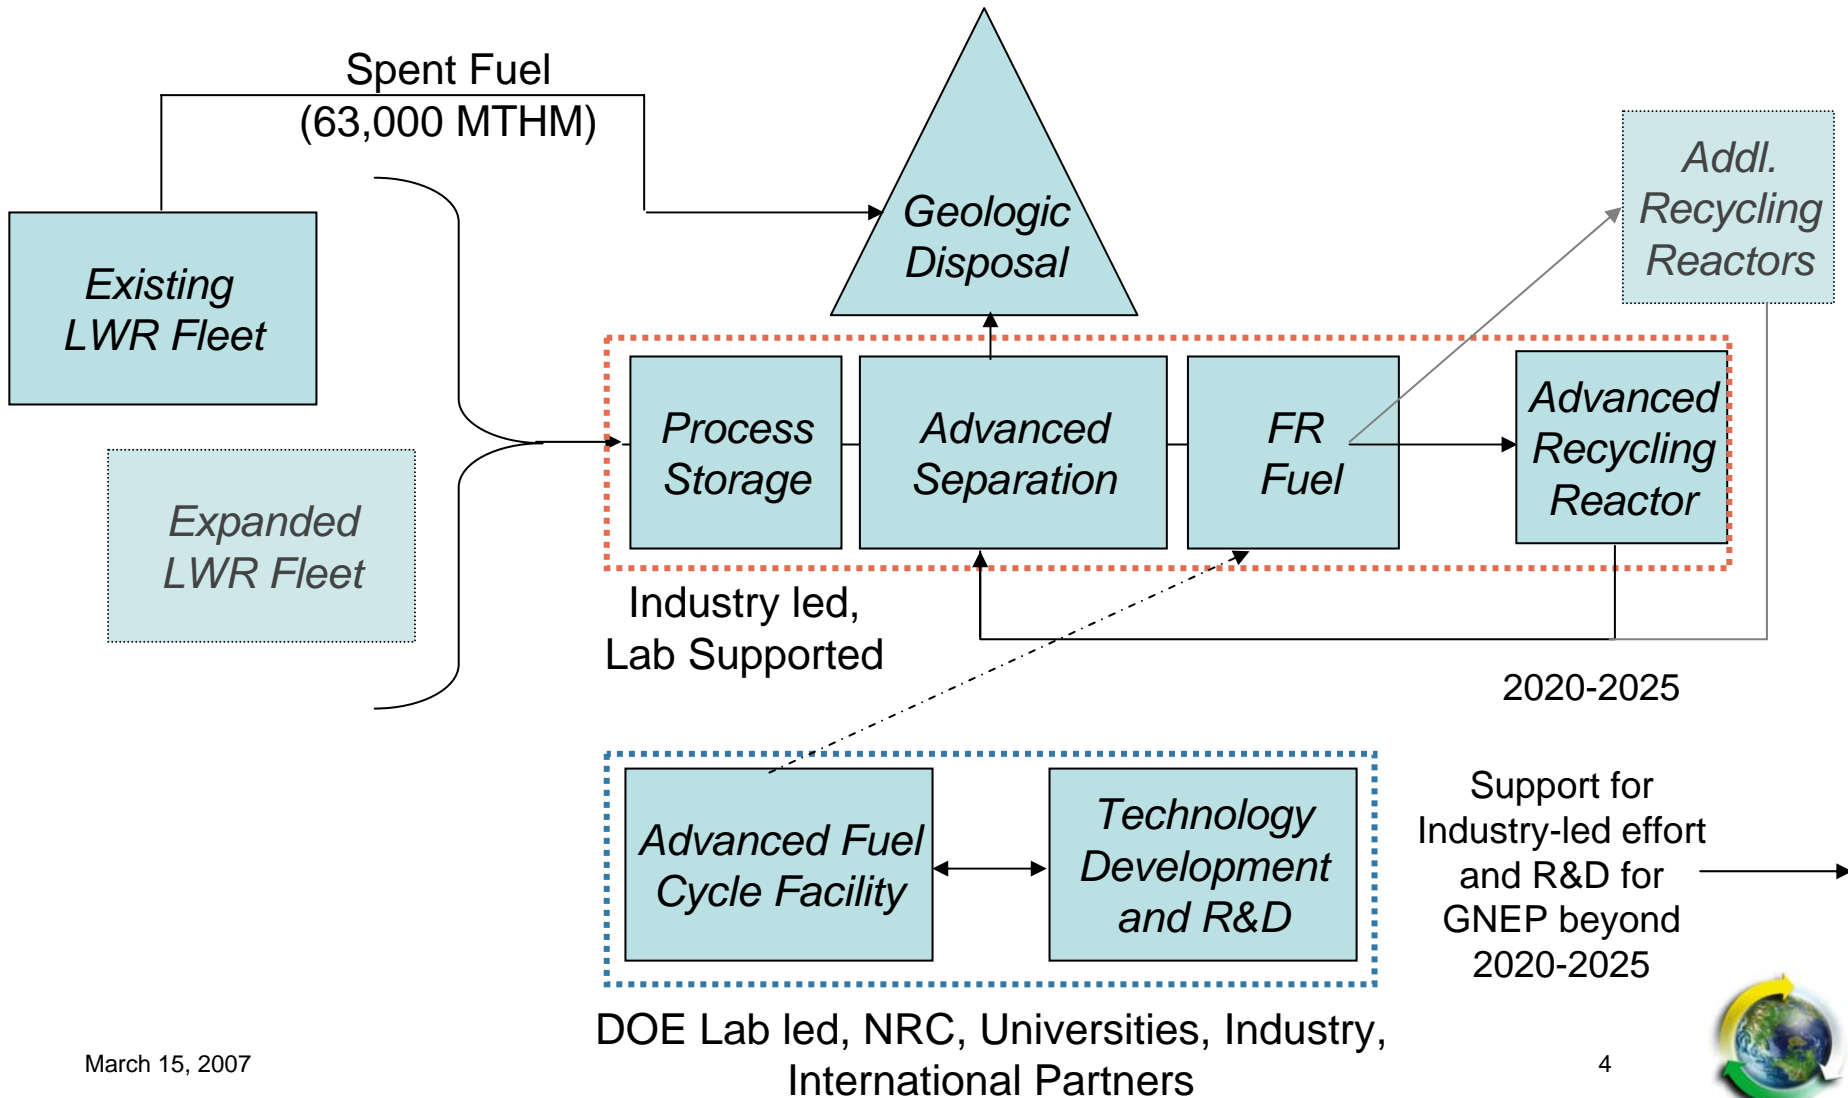 Spent Fuel
(63,000 MTHM)
Existing
LWR Fleet
Expanded
LWR Fleet
Geologic
Disposal
Addl.
Recycling
Reactors
Process
Storage
Advanced
Separation
FR
Fuel
Advanced
Recycling
Reactor
Industry led,
Lab Supported
2020-2025
Advanced Fuel
Cycle Facility
Technology
Development
and R&D
Support for
Industry-led effort
and R&D for
GNEP beyond
2020-2025
DOE Lab led, NRC, Universities, Industry,
International Partners
March 15, 2007
4